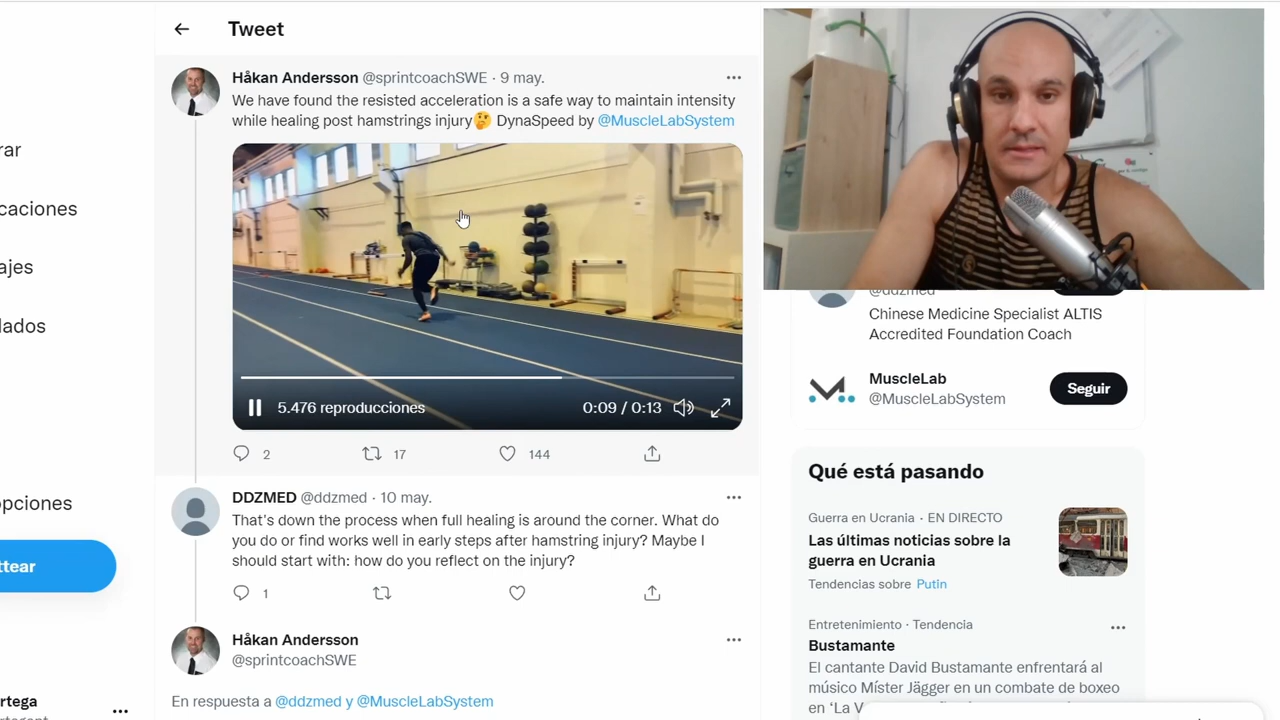 Tweet
Håkan Andersson @sprintcoachSWE · 9 may.
We have found the resisted acceleration is a safe way to maintain intensity
while healing post hamstrings injury🤔 DynaSpeed by @MuscleLabSystem
5.476 reproducciones
0:09 / 0:13
2 17 144
DDZMED @ddzmed · 10 may.
That's down the process when full healing is around the corner. What do
you do or find works well in early steps after hamstring injury? Maybe I
should start with: how do you reflect on the injury?
1
Håkan Andersson
@sprintcoachSWE
En respuesta a @ddzmed y @MuscleLabSystem
rar
caciones
ajes
dados
opciones
ttear
rtega
@ddzmed
Chinese Medicine Specialist ALTIS
Accredited Foundation Coach
MuscleLab
@MuscleLabSystem
Seguir
Qué está pasando
Guerra en Ucrania · EN DIRECTO
Las últimas noticias sobre la
guerra en Ucrania
Tendencias sobre Putin
Entretenimiento · Tendencia
Bustamante
El cantante David Bustamante enfrentará al
músico Míster Jägger en un combate de boxeo
en 'La V